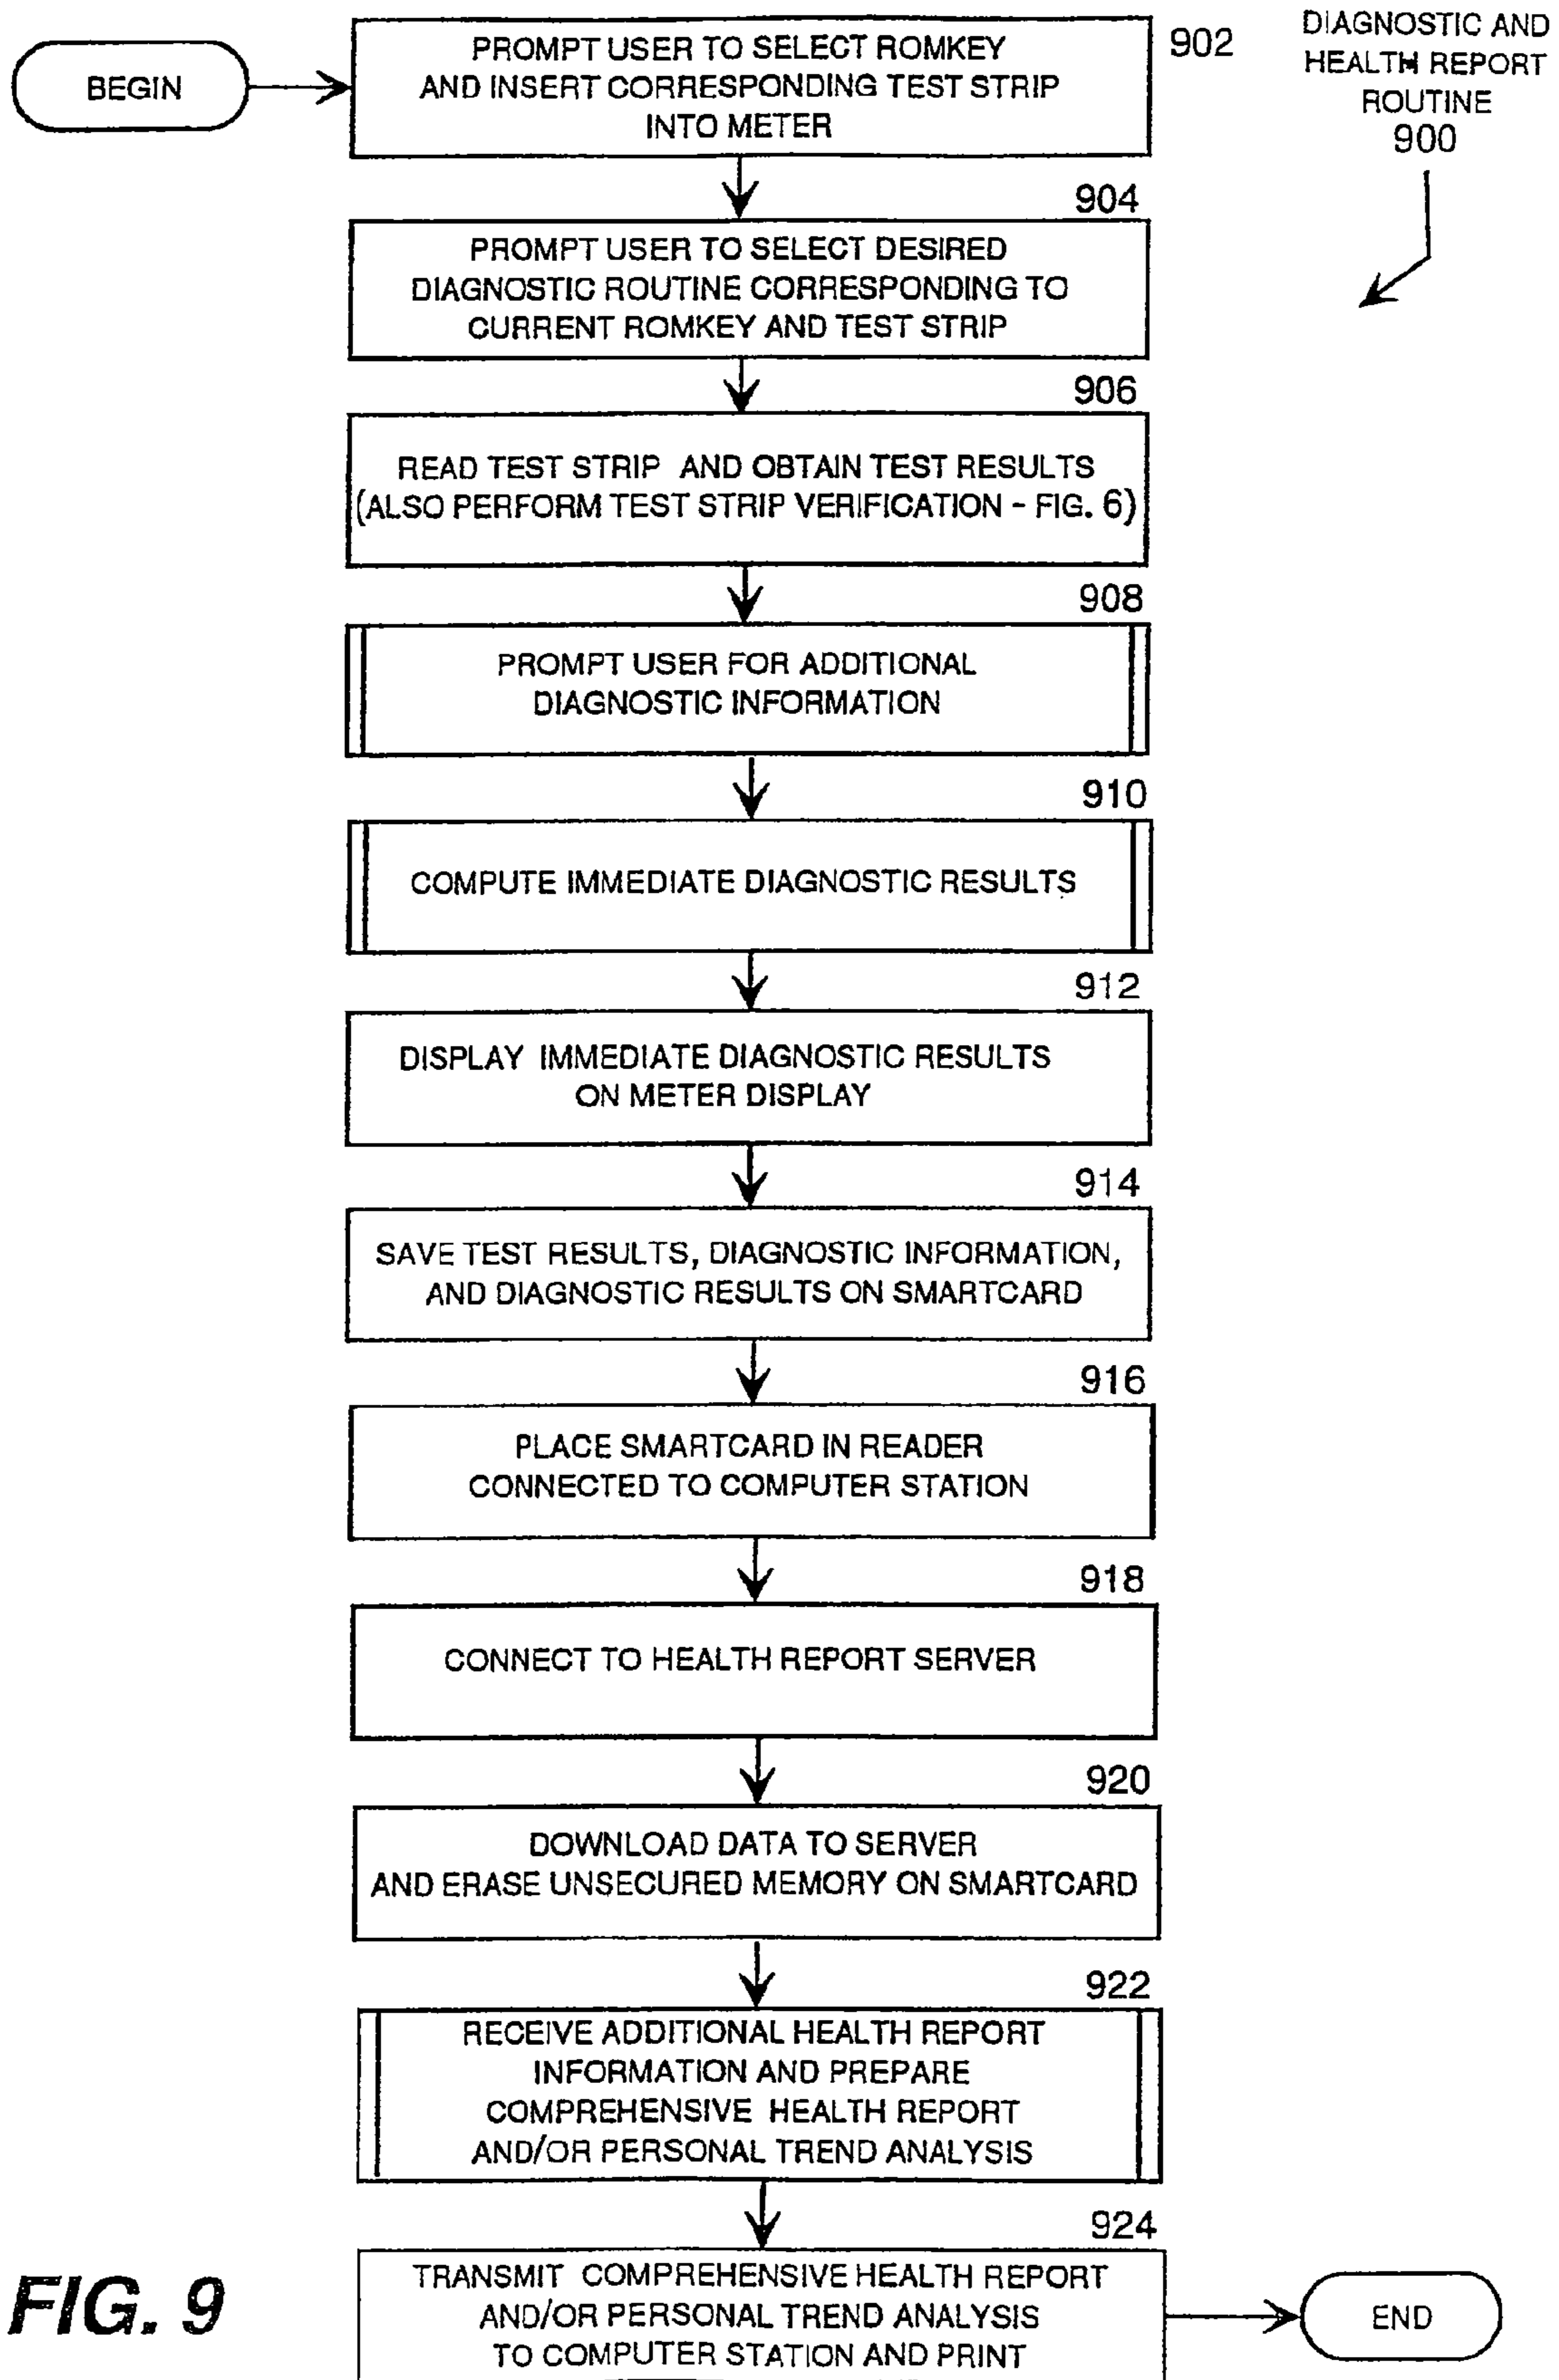 BEGIN
PROMPT USER TO SELECT ROMKEY
AND INSERT CORRESPONDING TEST STRIP
INTO METER
902
DIAGNOSTIC AND
HEALTH REPORT
ROUTINE
900
904
PROMPT USER TO SELECT DESIRED
DIAGNOSTIC ROUTINE CORRESPONDING TO
CURRENT ROMKEY AND TEST STRIP
906
READ TEST STRIP AND OBTAIN TEST RESULTS
(ALSO PERFORM TEST STRIP VERIFICATION - FIG. 6)
908
PROMPT USER FOR ADDITIONAL
DIAGNOSTIC INFORMATION
910
COMPUTE IMMEDIATE DIAGNOSTIC RESULTS
912
DISPLAY IMMEDIATE DIAGNOSTIC RESULTS
ON METER DISPLAY
914
SAVE TEST RESULTS, DIAGNOSTIC INFORMATION,
AND DIAGNOSTIC RESULTS ON SMARTCARD
916
PLACE SMARTCARD IN READER
CONNECTED TO COMPUTER STATION
918
CONNECT TO HEALTH REPORT SERVER
920
DOWNLOAD DATA TO SERVER
AND ERASE UNSECURED MEMORY ON SMARTCARD
922
RECEIVE ADDITIONAL HEALTH REPORT
INFORMATION AND PREPARE
COMPREHENSIVE HEALTH REPORT
AND/OR PERSONAL TREND ANALYSIS
924
TRANSMIT COMPREHENSIVE HEALTH REPORT
AND/OR PERSONAL TREND ANALYSIS
TO COMPUTER STATION AND PRINT
END
FIG. 9